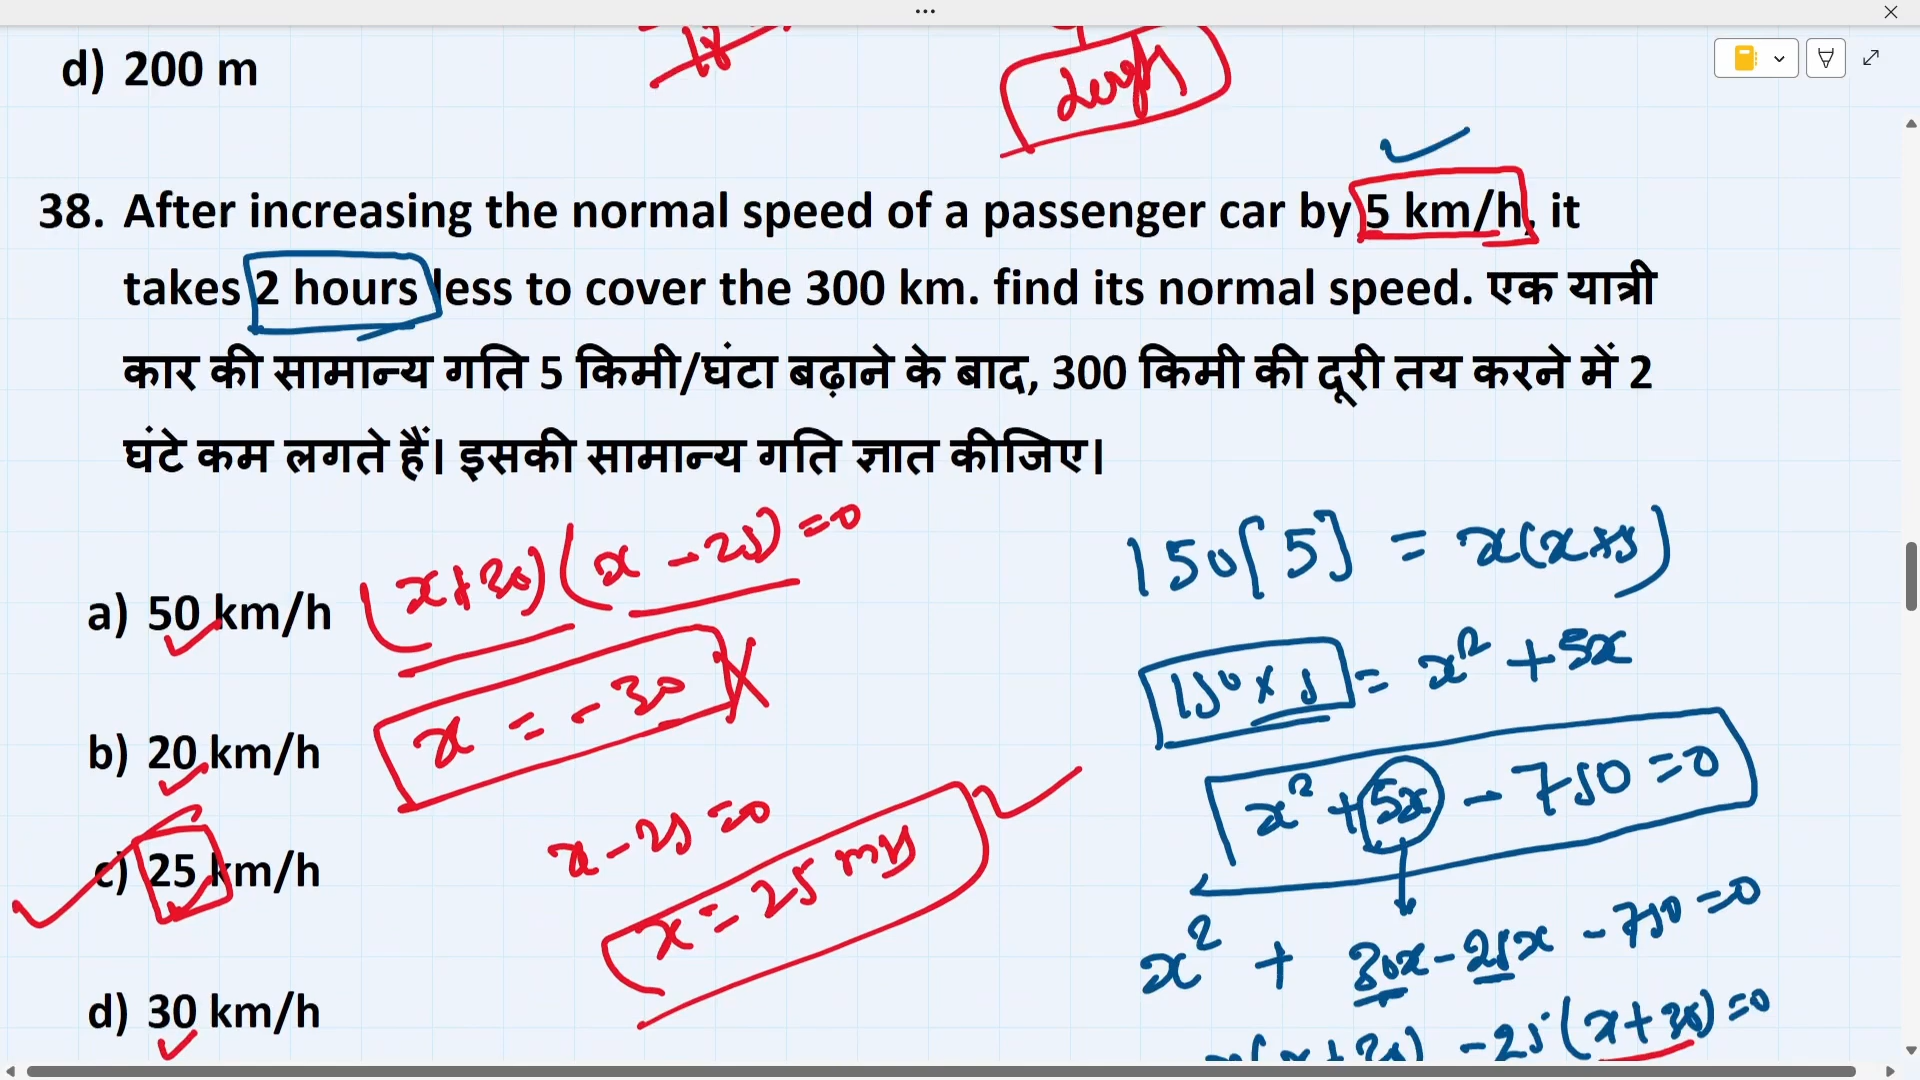 d) 200 m
38. After increasing the normal speed of a passenger car by 5 km/h, it
takes 2 hours less to cover the 300 km. find its normal speed. एक यात्री
कार की सामान्य गति 5 किमी/घंटा बढ़ाने के बाद, 300 किमी की दूरी तय करने में 2
घंटे कम लगते हैं। इसकी सामान्य गति ज्ञात कीजिए।
a) 50 km/h
b) 20 km/h
c) 25 km/h
d) 30 km/h
(x+30)(x-25)=0
x = -30
x-25=0
x = 25
150[5] = x(x+5)
150×5 = x²+5x
x²+5x-750=0
x² + 30x-25x-750=0
-25(x+30)=0